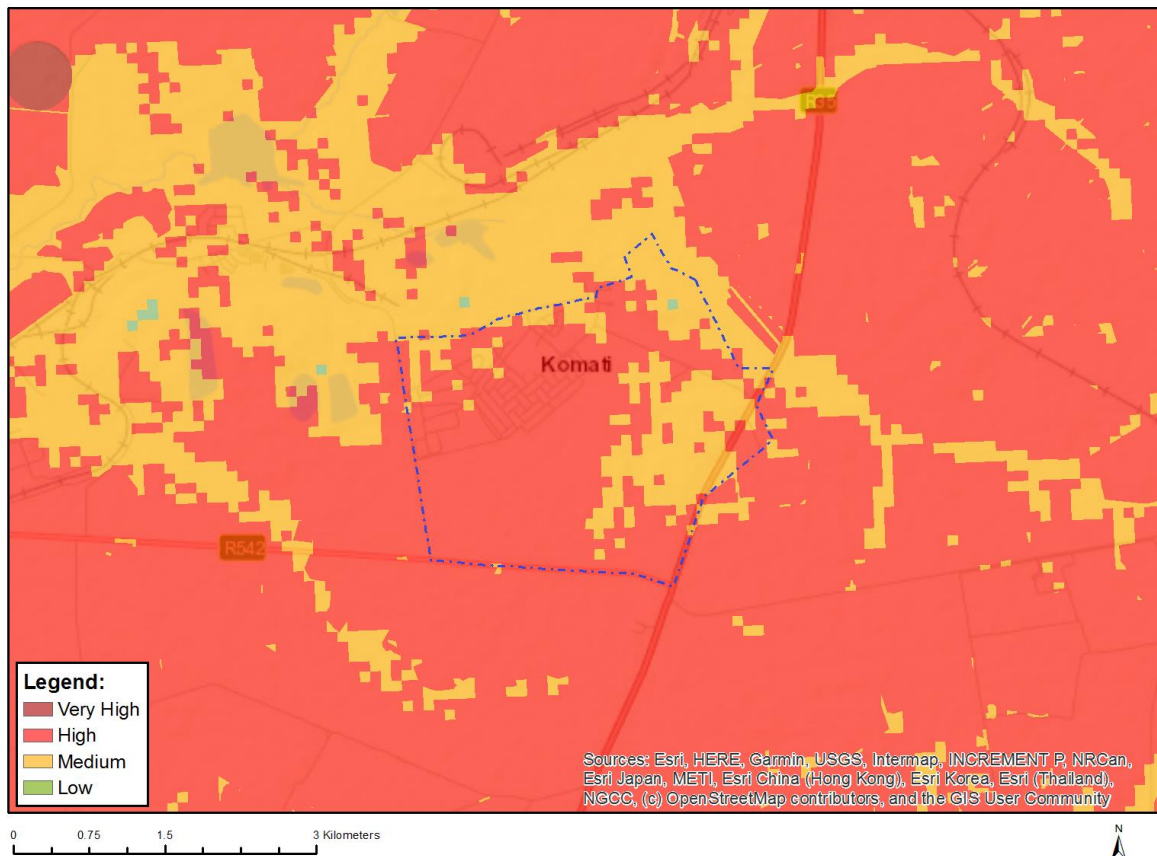 R35
Komati
R542
Legend:
Very High
High
Medium
Low
Sources: Esri, HERE, Garmin, USGS, Intermap, INCREMENT P, NRCan,
Esri Japan, METI, Esri China (Hong Kong), Esri Korea, Esri (Thailand),
NGCC, (c) OpenStreetMap contributors, and the GIS User Community
0 0.75 1.5 3 Kilometers
N